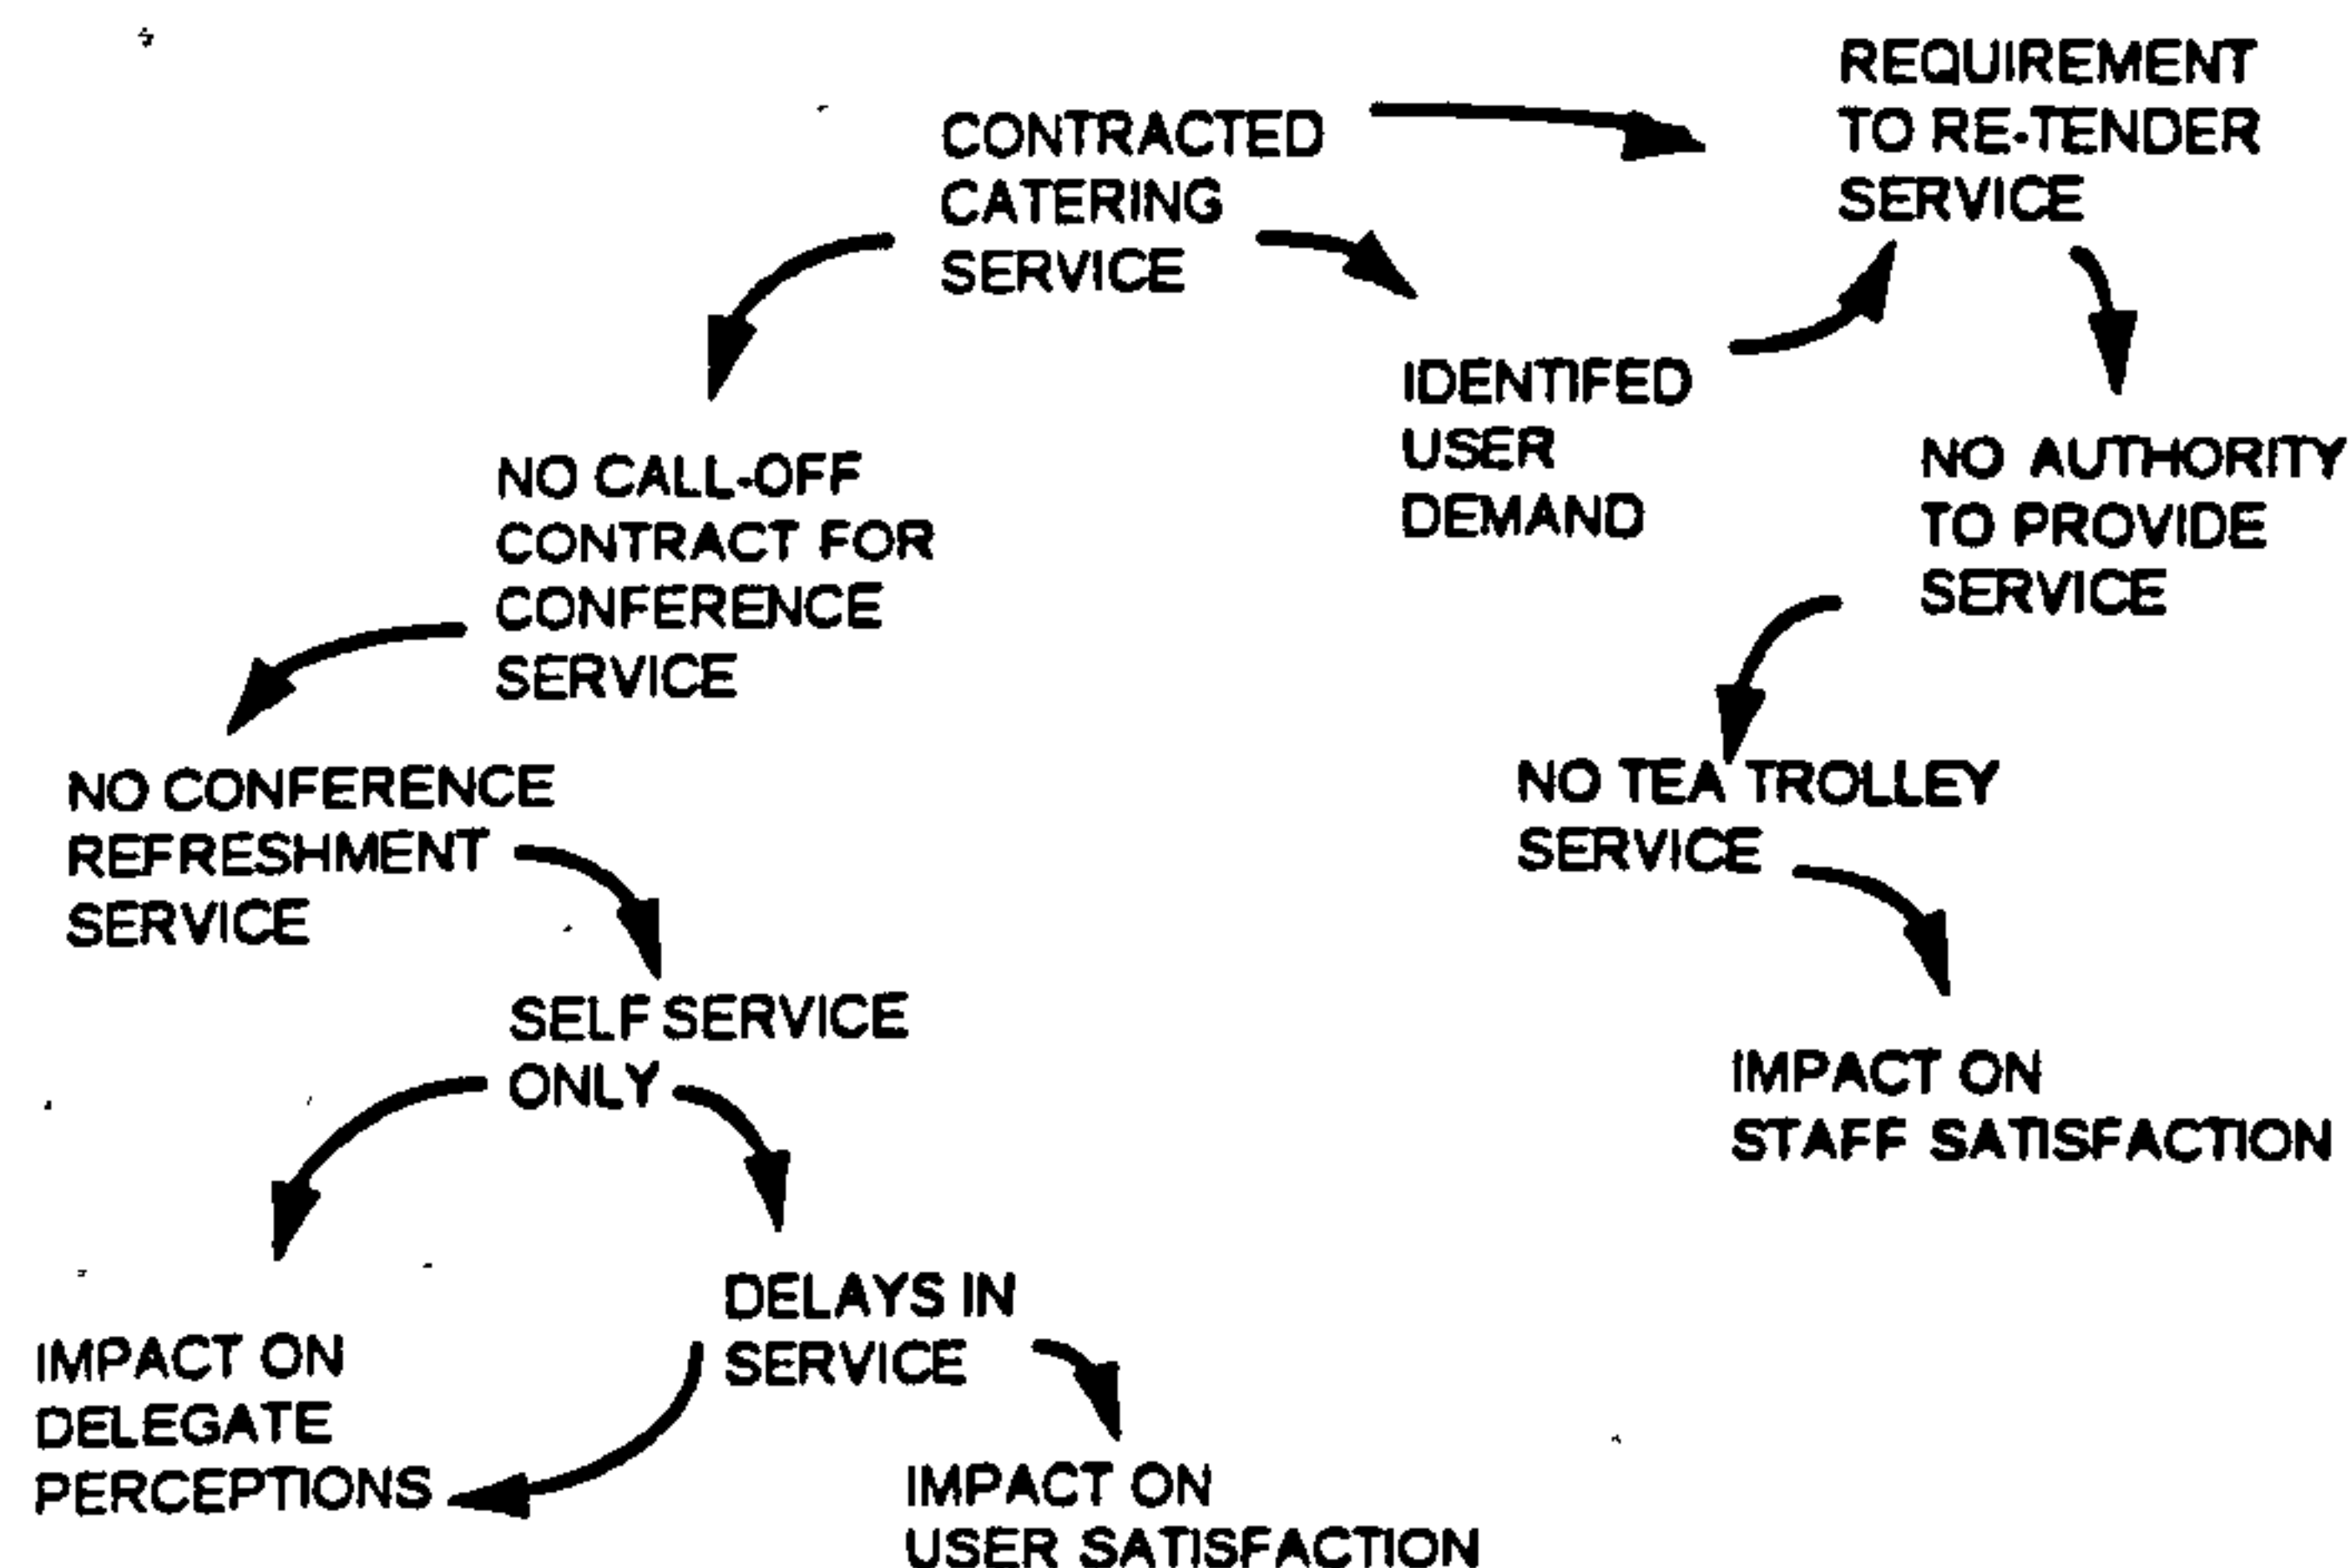 CONTRACTED
CATERING
SERVICE
REQUIREMENT
TO RE-TENDER
SERVICE
IDENTIFED
USER
DEMAND
NO AUTHORITY
TO PROVIDE
SERVICE
NO CALL-OFF
CONTRACT FOR
CONFERENCE
SERVICE
NO CONFERENCE
REFRESHMENT
SERVICE
NO TEA TROLLEY
SERVICE
SELF SERVICE
ONLY
IMPACT ON
STAFF SATISFACTION
DELAYS IN
SERVICE
IMPACT ON
DELEGATE
PERCEPTIONS
IMPACT ON
USER SATISFACTION